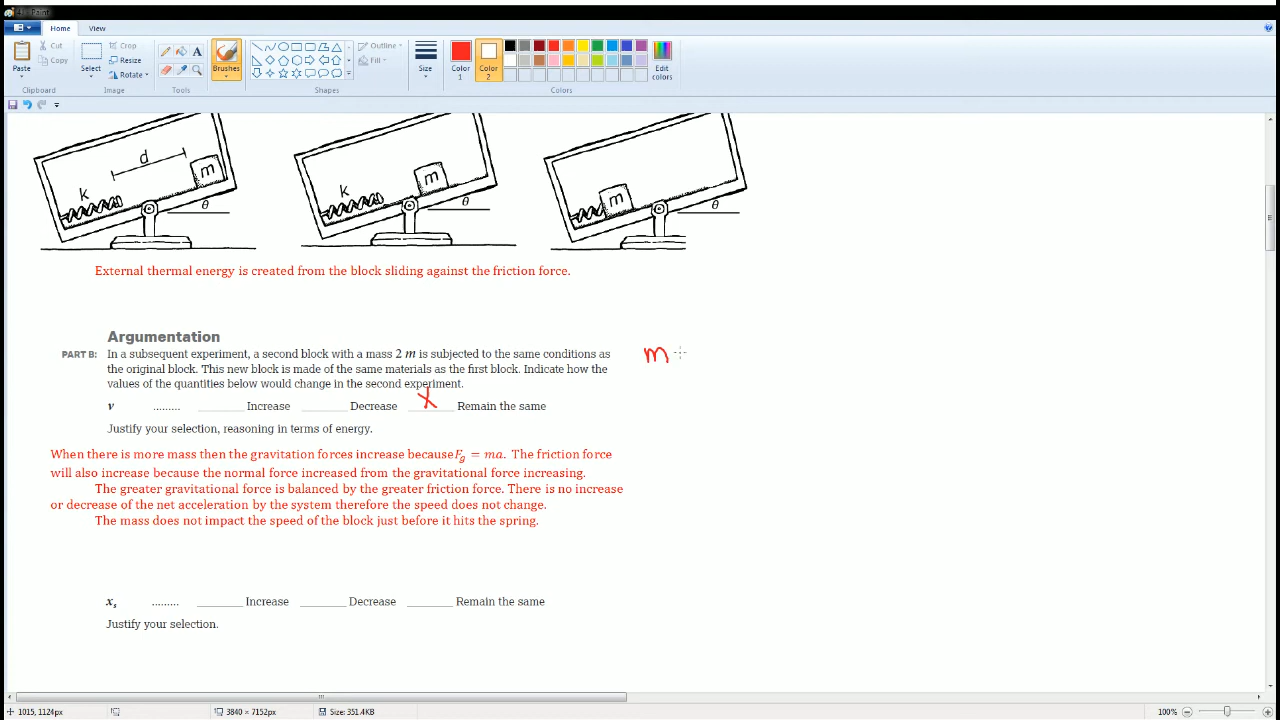 Paint
Home View
Cut
Copy
Paste
Clipboard
Select
Crop
Resize
Rotate
Image
Tools
Brushes
Outline
Fill
Shapes
Size
Color 1
Color 2
Edit colors
Colors
d
k
m
θ
k
m
θ
m
θ
External thermal energy is created from the block sliding against the friction force.
Argumentation
PART B: In a subsequent experiment, a second block with a mass 2 m is subjected to the same conditions as
the original block. This new block is made of the same materials as the first block. Indicate how the
values of the quantities below would change in the second experiment.
m
v ......... ______ Increase ______ Decrease __X__ Remain the same
Justify your selection, reasoning in terms of energy.
When there is more mass then the gravitation forces increase because F_g = ma. The friction force
will also increase because the normal force increased from the gravitational force increasing.
The greater gravitational force is balanced by the greater friction force. There is no increase
or decrease of the net acceleration by the system therefore the speed does not change.
The mass does not impact the speed of the block just before it hits the spring.
x_s ......... ______ Increase ______ Decrease ______ Remain the same
Justify your selection.
1015, 1124px
3840 × 7152px
Size: 351.4KB
100%